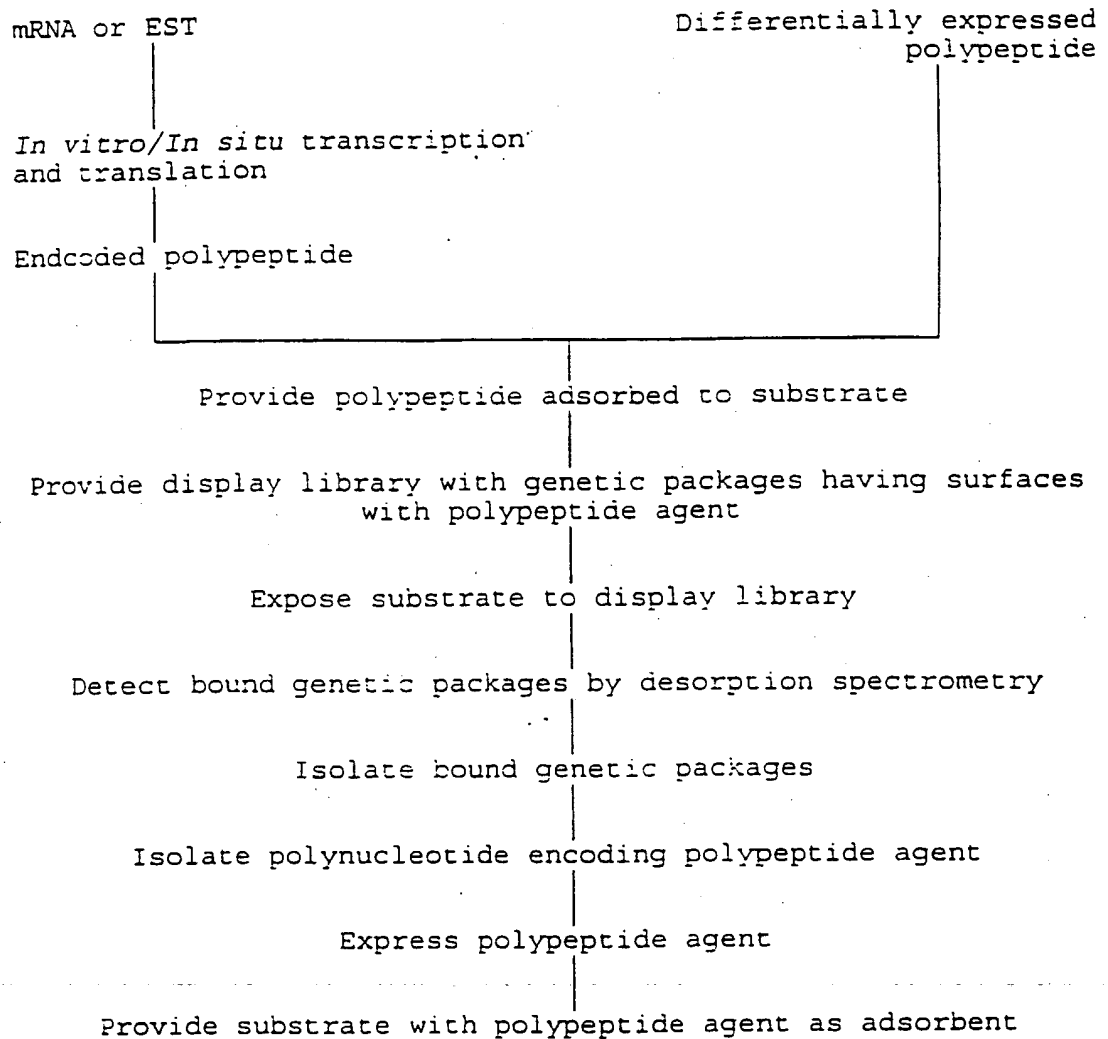 mRNA or EST
Differentially expressed
polypeptide
In vitro/In situ transcription
and translation
Endcoded polypeptide
Provide polypeptide adsorbed to substrate
Provide display library with genetic packages having surfaces
with polypeptide agent
Expose substrate to display library
Detect bound genetic packages by desorption spectrometry
Isolate bound genetic packages
Isolate polynucleotide encoding polypeptide agent
Express polypeptide agent
Provide substrate with polypeptide agent as adsorbent